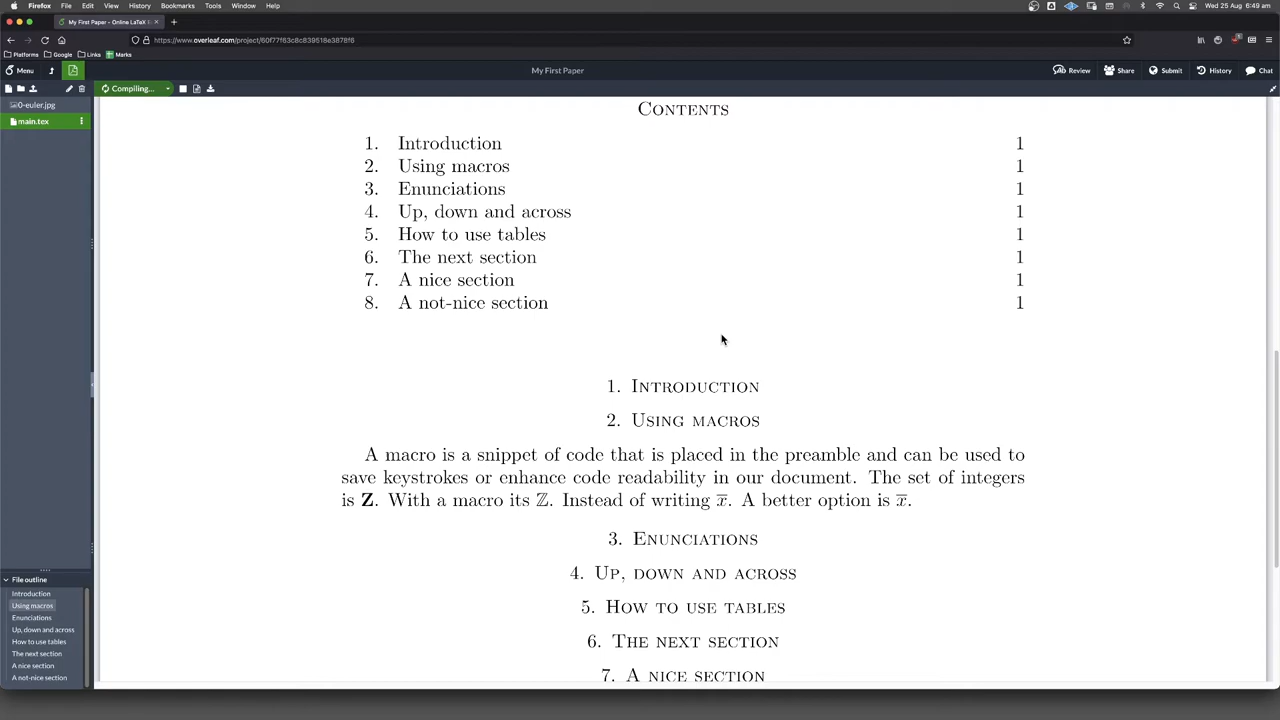 Firefox File Edit View History Bookmarks Tools Window Help
Wed 25 Aug 6:49 am
My First Paper - Online LaTeX
https://www.overleaf.com/project/60f77f63c8c8395 18e3878f6
Platforms Google Links Marks
Menu
My First Paper
Review Share Submit History Chat
Compiling...
0-euler.jpg
main.tex
Contents
1. Introduction 1
2. Using macros 1
3. Enunciations 1
4. Up, down and across 1
5. How to use tables 1
6. The next section 1
7. A nice section 1
8. A not-nice section 1
1. Introduction
2. Using macros
A macro is a snippet of code that is placed in the preamble and can be used to
save keystrokes or enhance code readability in our document. The set of integers
is Z. With a macro its ℤ. Instead of writing x̅. A better option is x̅.
3. Enunciations
4. Up, down and across
5. How to use tables
6. The next section
7. A nice section
File outline
Introduction
Using macros
Enunciations
Up, down and across
How to use tables
The next section
A nice section
A not-nice section